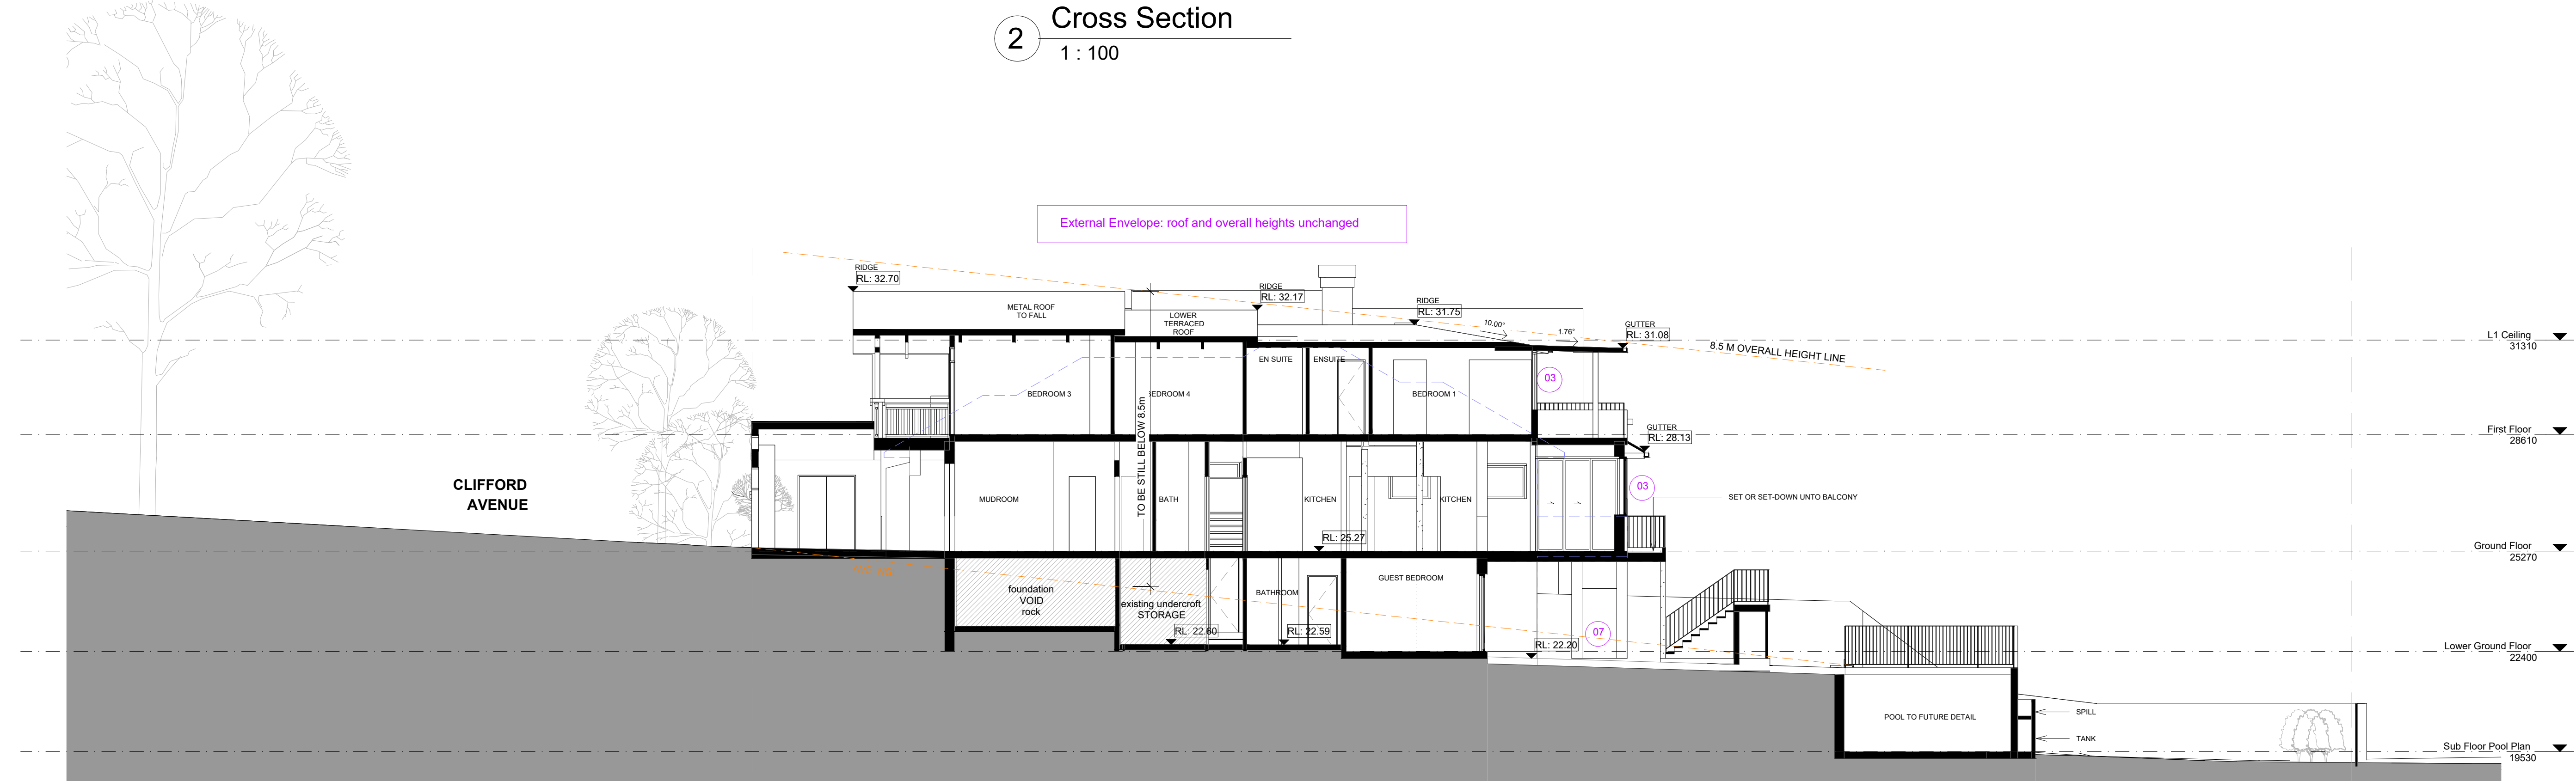 2
Cross Section
1 : 100
External Envelope: roof and overall heights unchanged
RIDGE
RL: 32.70
METAL ROOF
TO FALL
RIDGE
RL: 32.17
LOWER
TERRACED
ROOF
RIDGE
RL: 31.75
10.00°
1.76°
GUTTER
RL: 31.08
8.5 M OVERALL HEIGHT LINE
L1 Ceiling
31310
BEDROOM 3
BEDROOM 4
EN SUITE
ENSUITE
BEDROOM 1
03
TO BE STILL BELOW 8.5m
GUTTER
RL: 28.13
First Floor
28610
CLIFFORD
AVENUE
MUDROOM
BATH
KITCHEN
KITCHEN
03
SET OR SET-DOWN UNTO BALCONY
RL: 25.27
Ground Floor
25270
foundation
VOID
rock
existing undercroft
STORAGE
BATHROOM
GUEST BEDROOM
RL: 22.60
RL: 22.59
07
RL: 22.20
Lower Ground Floor
22400
POOL TO FUTURE DETAIL
SPILL
TANK
Sub Floor Pool Plan
19530